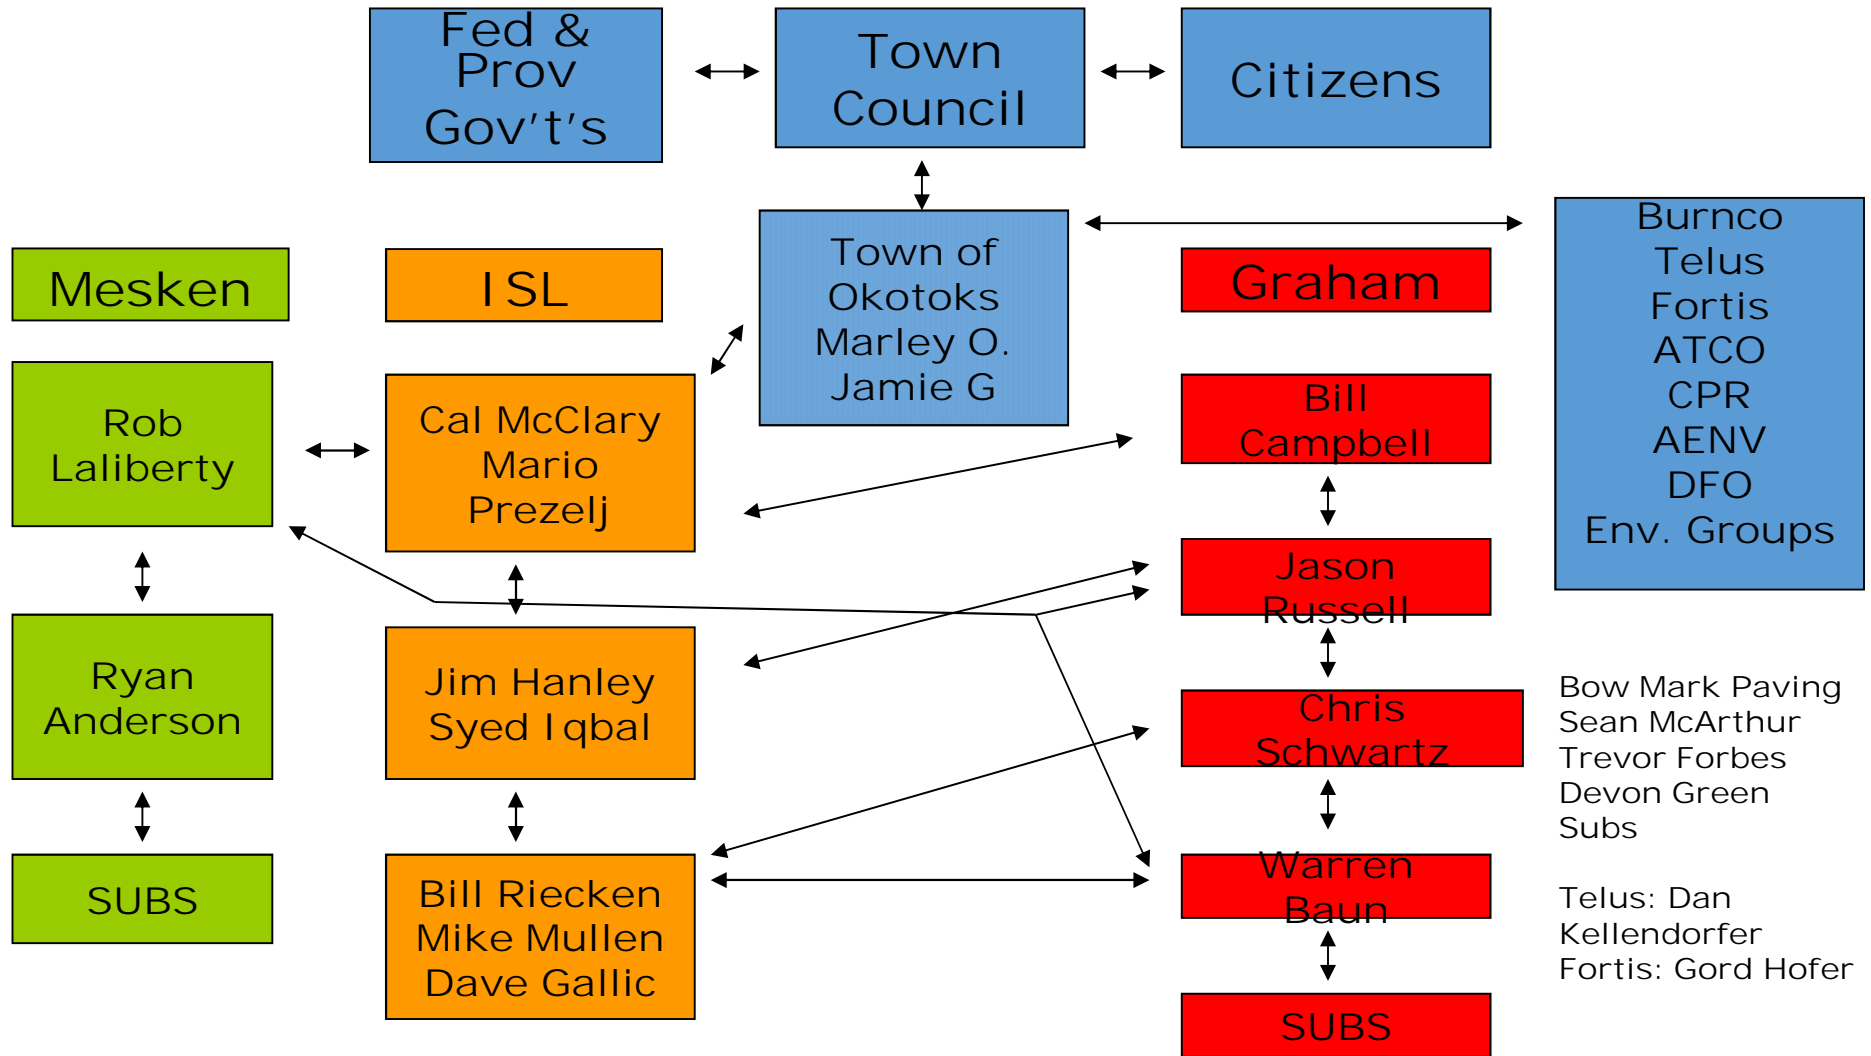 Fed &
Prov
Gov't's
Town
Council
Citizens
Town of
Okotoks
Marley O.
Jamie G
Burnco
Telus
Fortis
ATCO
CPR
AENV
DFO
Env. Groups
Mesken
ISL
Graham
Rob
Laliberty
Cal McClary
Mario
Prezelj
Bill
Campbell
Jason
Russell
Ryan
Anderson
Jim Hanley
Syed Iqbal
Chris
Schwartz
Bow Mark Paving
Sean McArthur
Trevor Forbes
Devon Green
Subs
SUBS
Bill Riecken
Mike Mullen
Dave Gallic
Warren
Baun
Telus: Dan
Kellendorfer
Fortis: Gord Hofer
SUBS